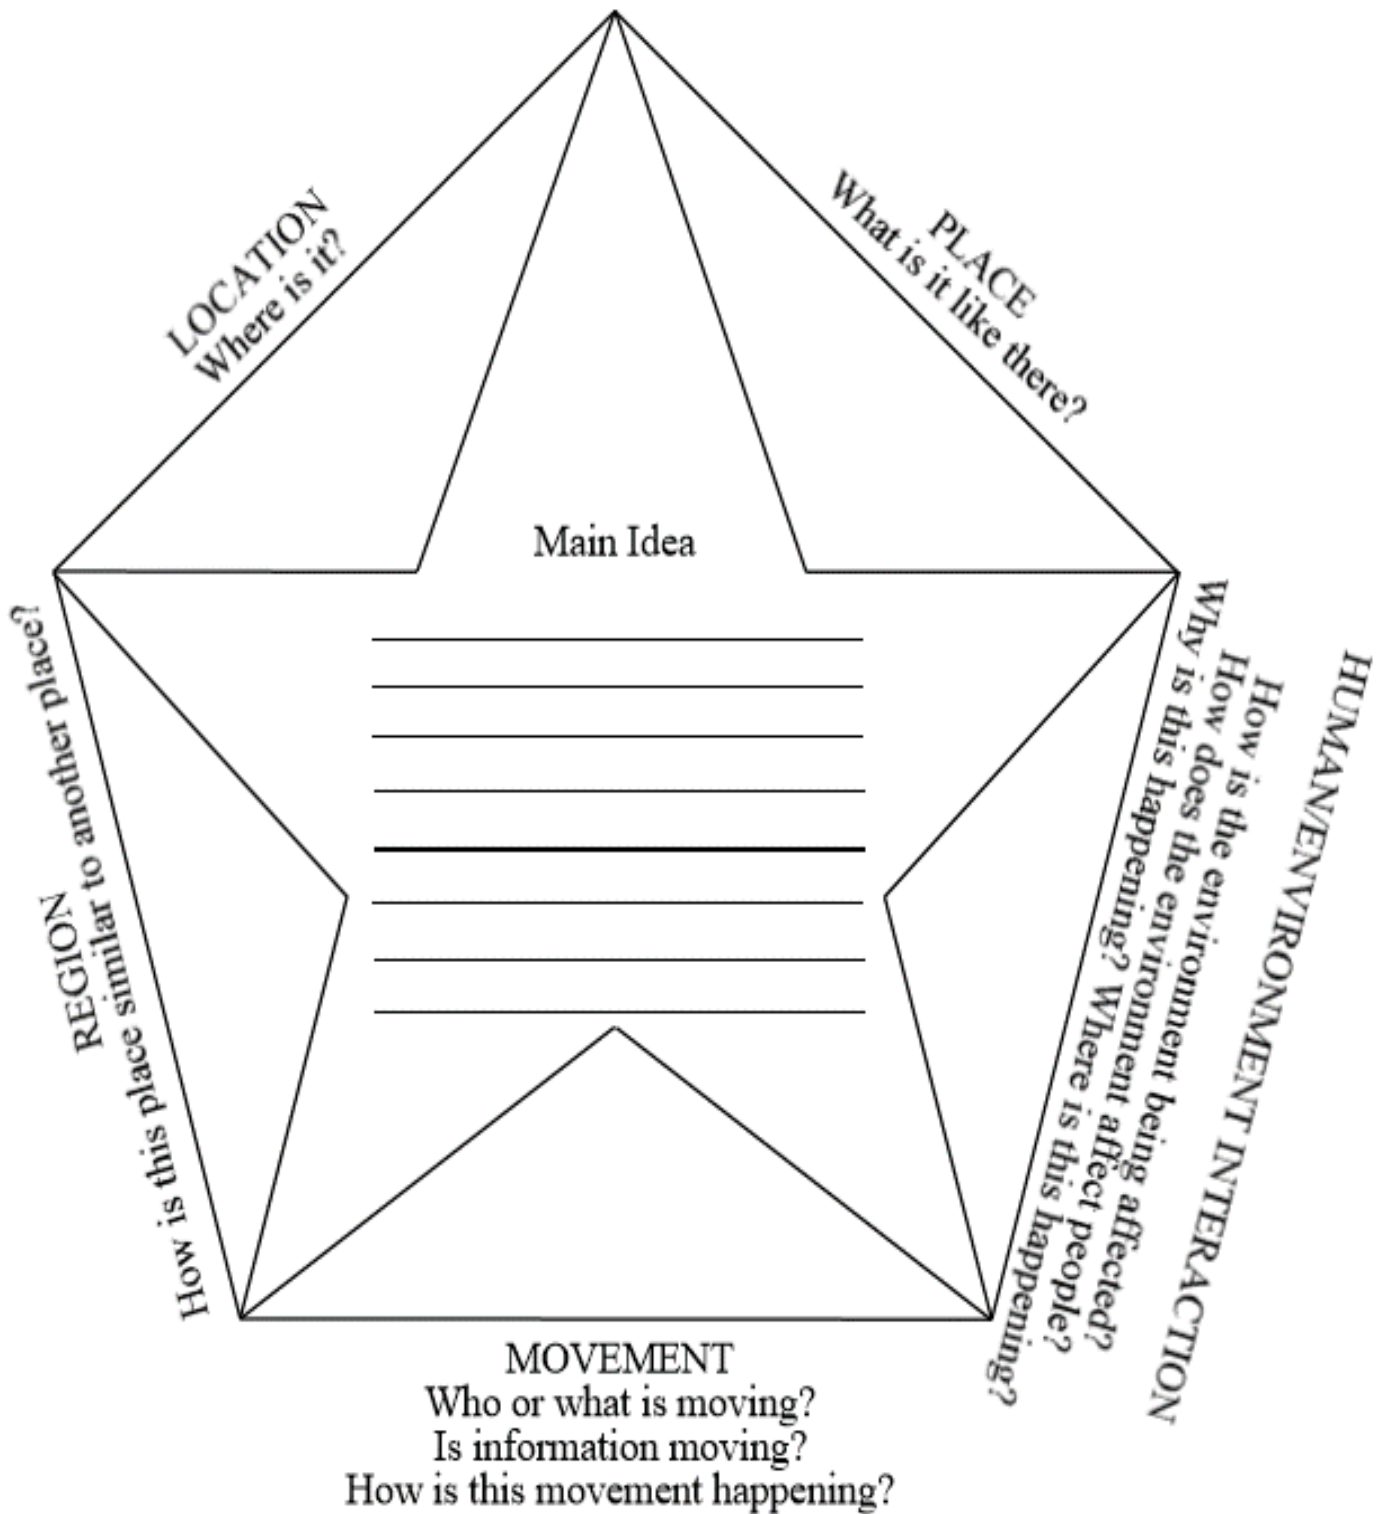 LOCATION
Where is it?
PLACE
What is it like there?
Main Idea
HUMAN/ENVIRONMENT INTERACTION
How is the environment being affected?
How does the environment affect people?
Why is this happening? Where is this happening?
REGION
How is this place similar to another place?
MOVEMENT
Who or what is moving?
Is information moving?
How is this movement happening?